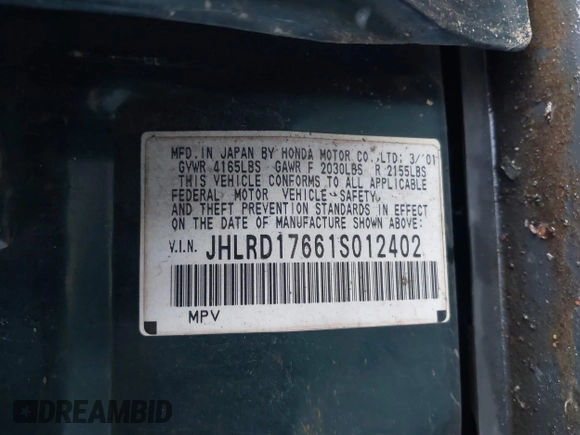 MFD. IN JAPAN BY HONDA MOTOR CO.,LTD: 3/'01
GVWR 4165LBS GAWR F 2030LBS R 2155LBS
THIS VEHICLE CONFORMS TO ALL APPLICABLE
FEDERAL MOTOR VEHICLE SAFETY
AND THEFT PREVENTION STANDARDS IN EFFECT
ON THE DATE OF MANUFACTURE SHOWN ABOVE.
V.I.N. JHLRD17661S012402
MPV
DREAMBID